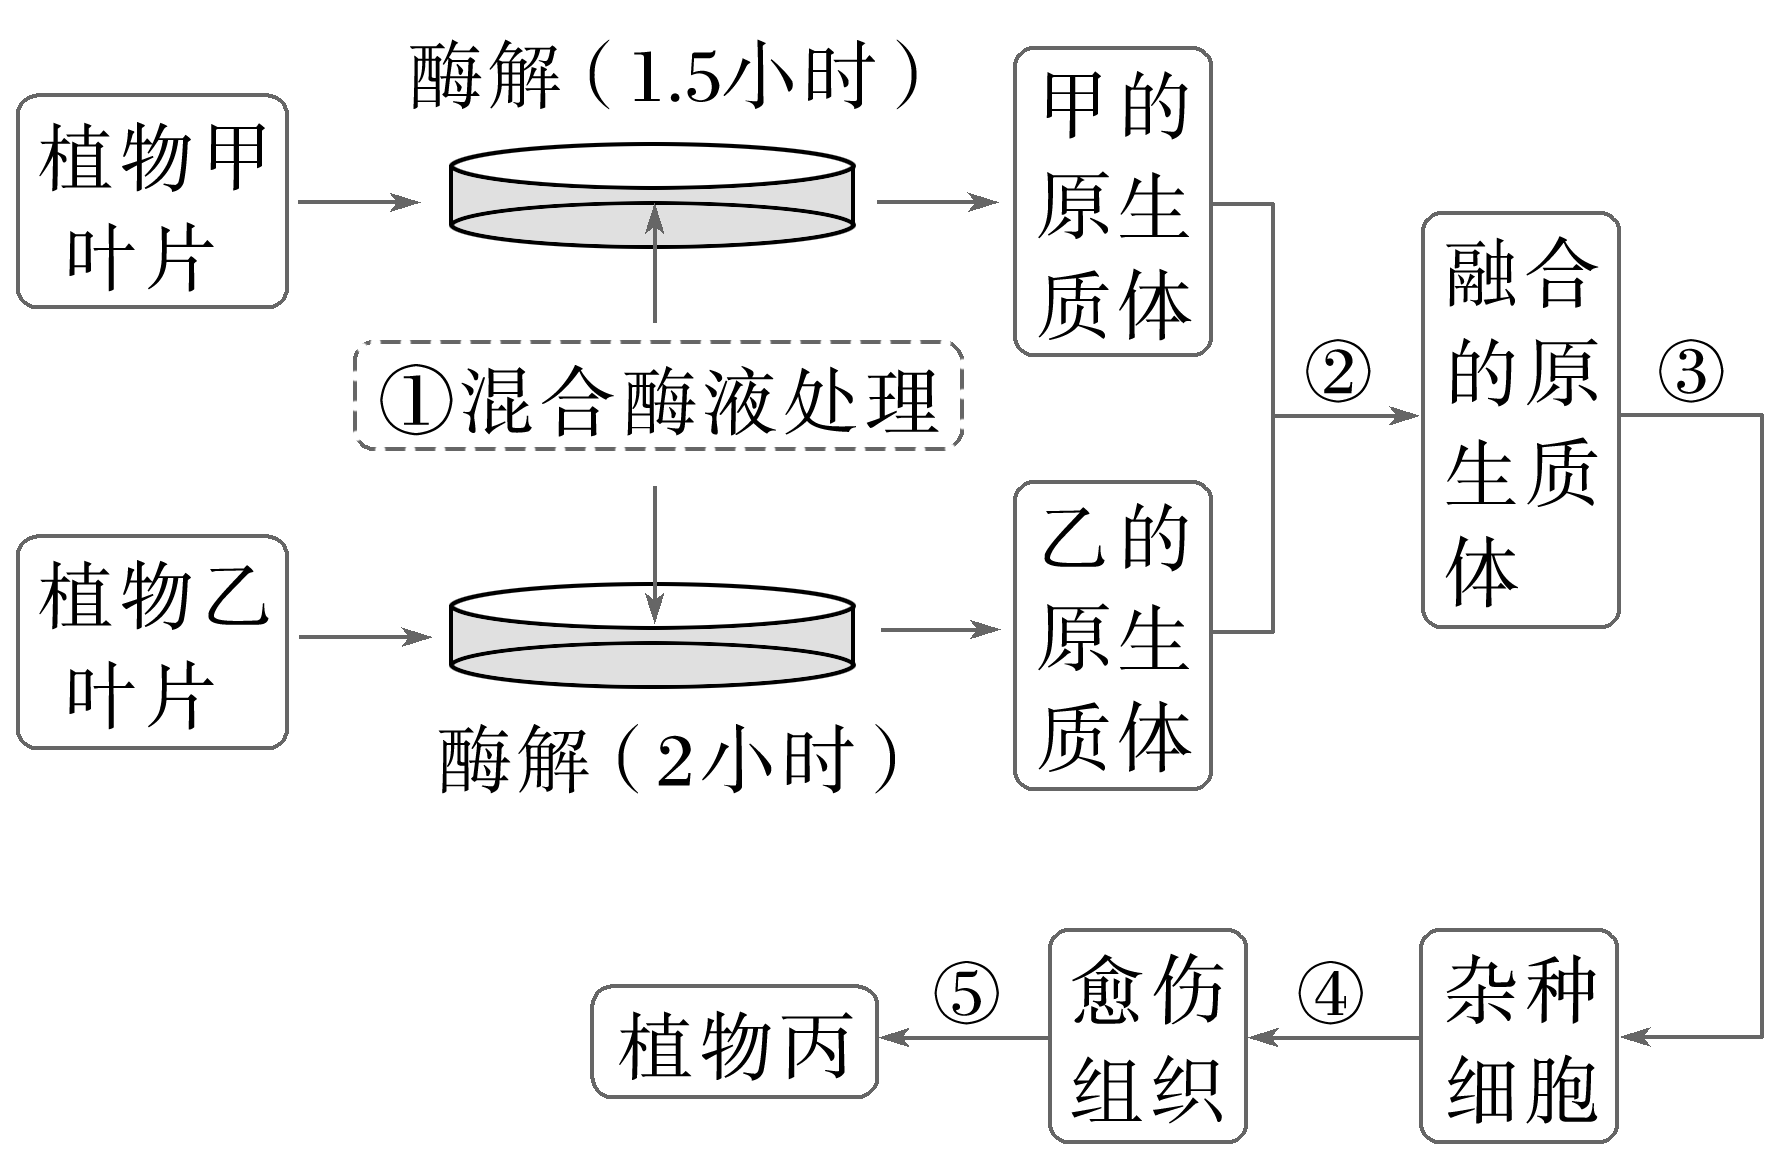 酶解（1.5小时）
植物甲
叶片
甲的
原生
质体
①混合酶液处理
②
融合
的原
生质
体
③
植物乙
叶片
酶解（2小时）
乙的
原生
质体
杂种
细胞
④
愈伤
组织
⑤
植物丙